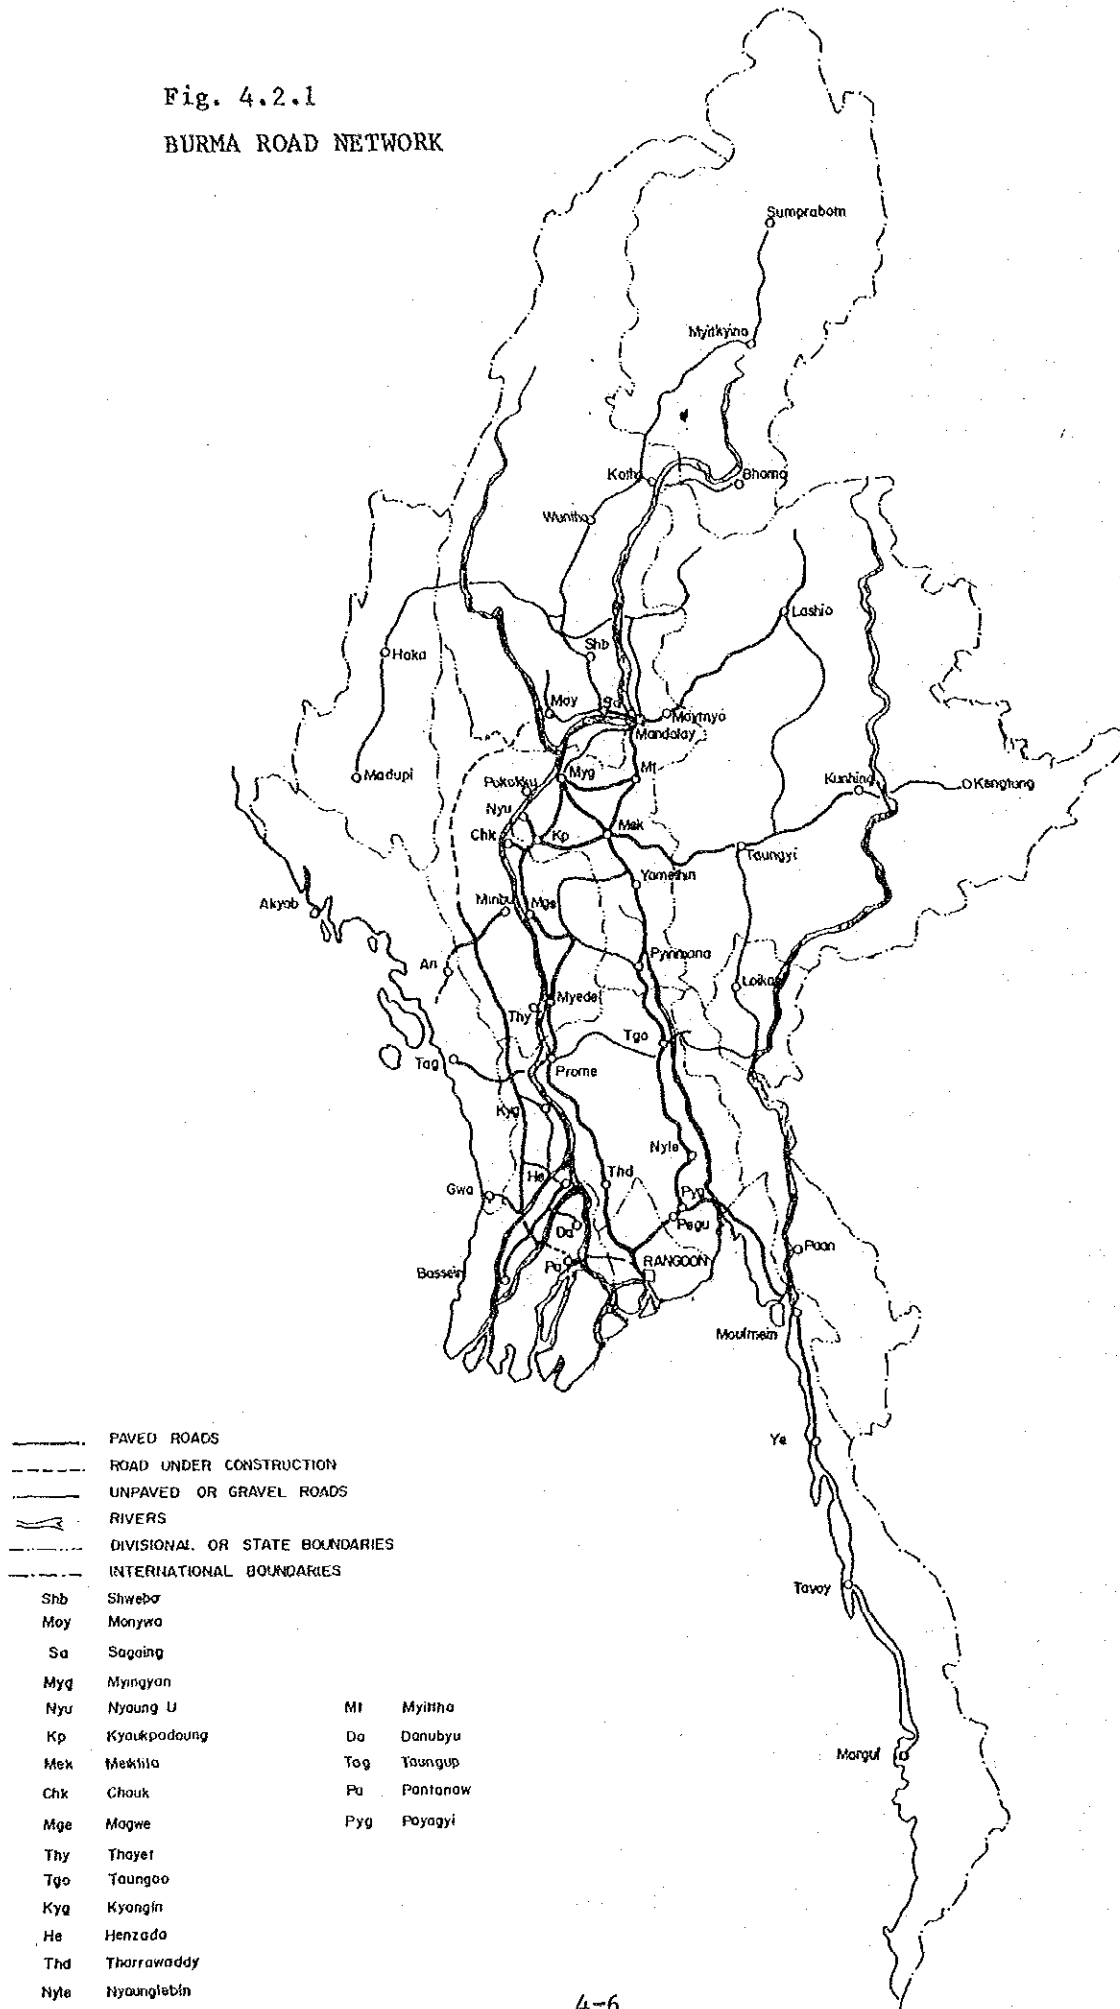 Fig. 4.2.1
BURMA ROAD NETWORK
Sumprabom
Myitkyina
Katha
Bhamo
Wuntho
Lashio
Haka
Shb
Moy
Sa
Maymyo
Mandalay
Madupi
Pakokku
Myg
Mt
Kunhing
Kengtung
Nyu
Chk
Kp
Mek
Taungyi
Yamethin
Akyab
Minbu
Mge
An
Pyinmana
Loikaw
Myede
Thy
Tgo
Tag
Prome
Kyg
Nyle
Gwa
He
Thd
Pyg
Da
Pegu
Paan
Bassein
Pa
RANGOON
Moulmein
Ye
Tavoy
Mergui
PAVED ROADS
ROAD UNDER CONSTRUCTION
UNPAVED OR GRAVEL ROADS
RIVERS
DIVISIONAL OR STATE BOUNDARIES
INTERNATIONAL BOUNDARIES
Shb Shwebo
Moy Monywa
Sa Sagaing
Myg Myingyan
Nyu Nyaung U
Kp Kyaukpadaung
Mek Meiktila
Chk Chauk
Mge Magwe
Thy Thayet
Tgo Taungoo
Kyg Kyangin
He Henzada
Thd Tharrawaddy
Nyle Nyaunglebin
Mt Myittha
Da Danubyu
Tag Taungup
Pa Pantanaw
Pyg Payagyi
4-6